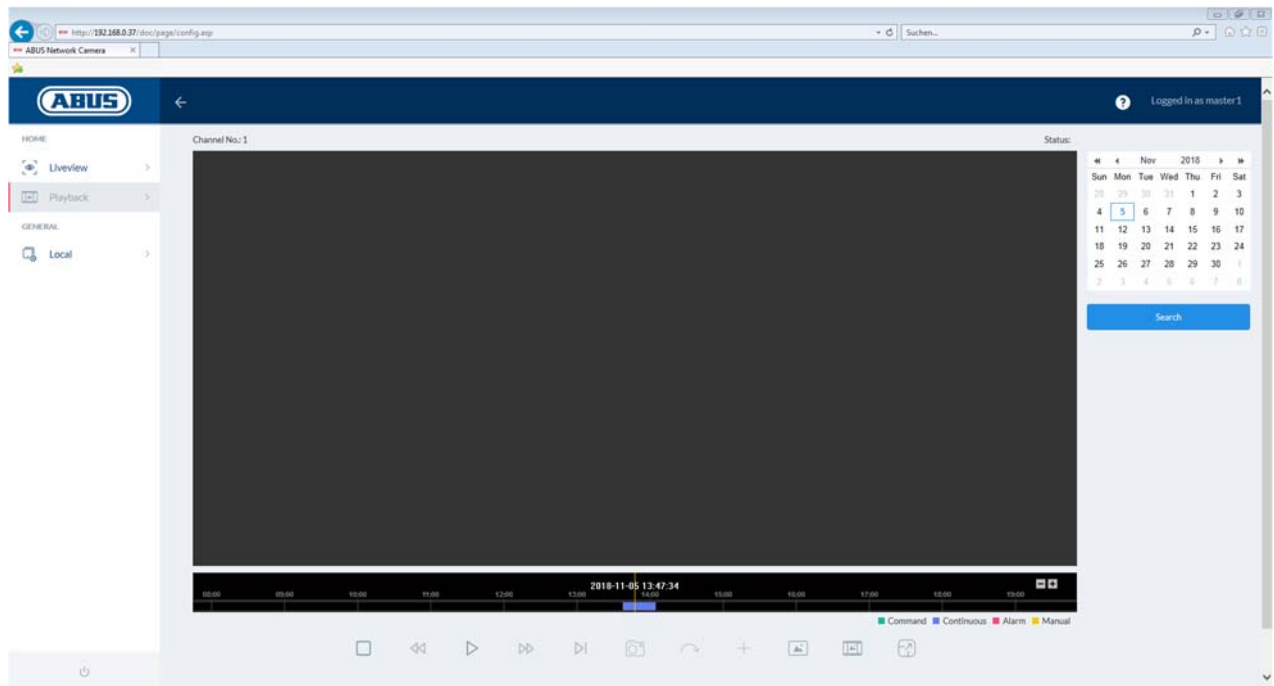 http://192.168.0.37/doc/page/config.asp
Suchen...
ABUS Network Camera
ABUS
Logged in as master1
HOME
Liveview
Playback
GENERAL
Local
Channel No.: 1
Status:
Nov 2018
Sun Mon Tue Wed Thu Fri Sat
28 29 30 31 1 2 3
4 5 6 7 8 9 10
11 12 13 14 15 16 17
18 19 20 21 22 23 24
25 26 27 28 29 30 1
2 3 4 5 6 7 8
Search
2018-11-05 13:47:34
08:00 09:00 10:00 11:00 12:00 13:00 14:00 15:00 16:00 17:00 18:00 19:00
Command Continuous Alarm Manual